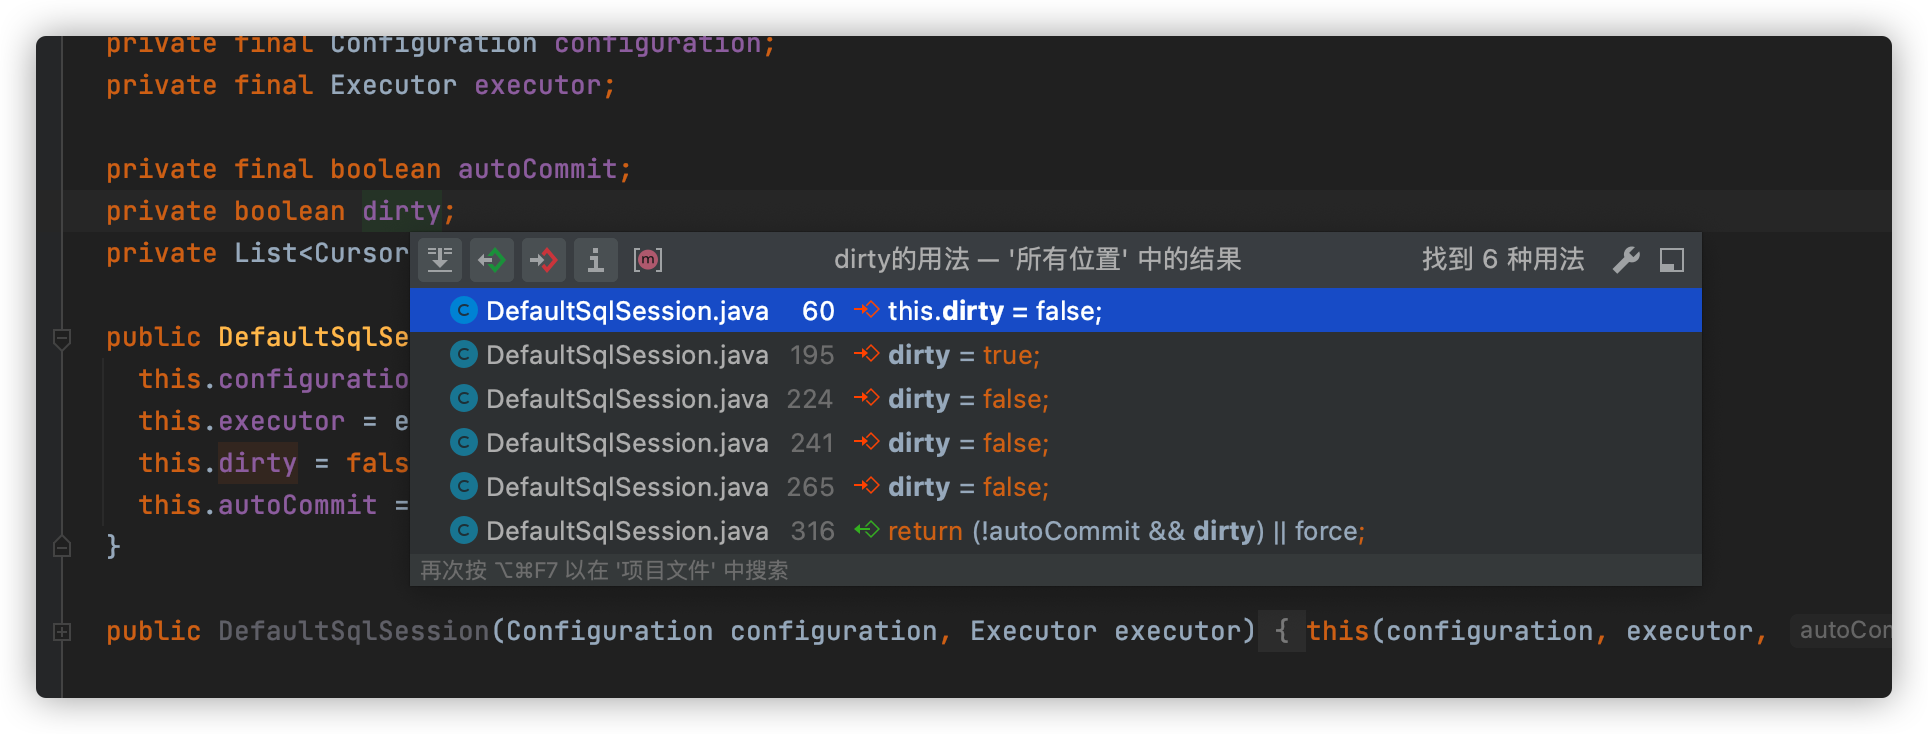 private final Configuration configuration;
private final Executor executor;
private final boolean autoCommit;
private boolean dirty;
private List<Cursor
dirty的用法 — '所有位置' 中的结果 找到 6 种用法
DefaultSqlSession.java 60 this.dirty = false;
DefaultSqlSession.java 195 dirty = true;
DefaultSqlSession.java 224 dirty = false;
DefaultSqlSession.java 241 dirty = false;
DefaultSqlSession.java 265 dirty = false;
DefaultSqlSession.java 316 return (!autoCommit && dirty) || force;
再次按 ⌥⌘F7 以在 '项目文件' 中搜索
public DefaultSqlSe
this.configuratio
this.executor = e
this.dirty = fals
this.autoCommit =
}
public DefaultSqlSession(Configuration configuration, Executor executor) { this(configuration, executor, autoCom